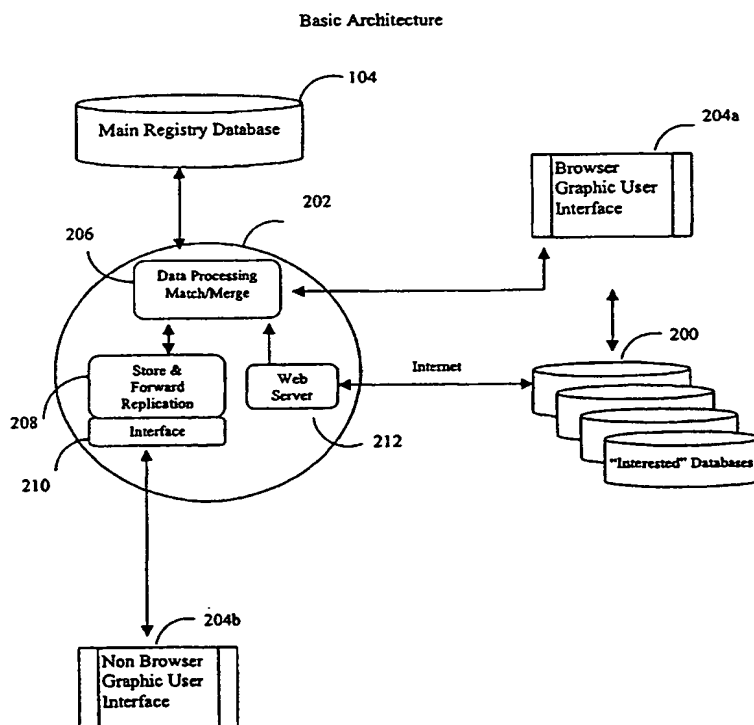 Basic Architecture
104
Main Registry Database
204a
Browser
Graphic User
Interface
202
206
Data Processing
Match/Merge
200
Store &
Forward
Replication
Web
Server
Internet
208
Interface
212
"Interested" Databases
210
204b
Non Browser
Graphic User
Interface